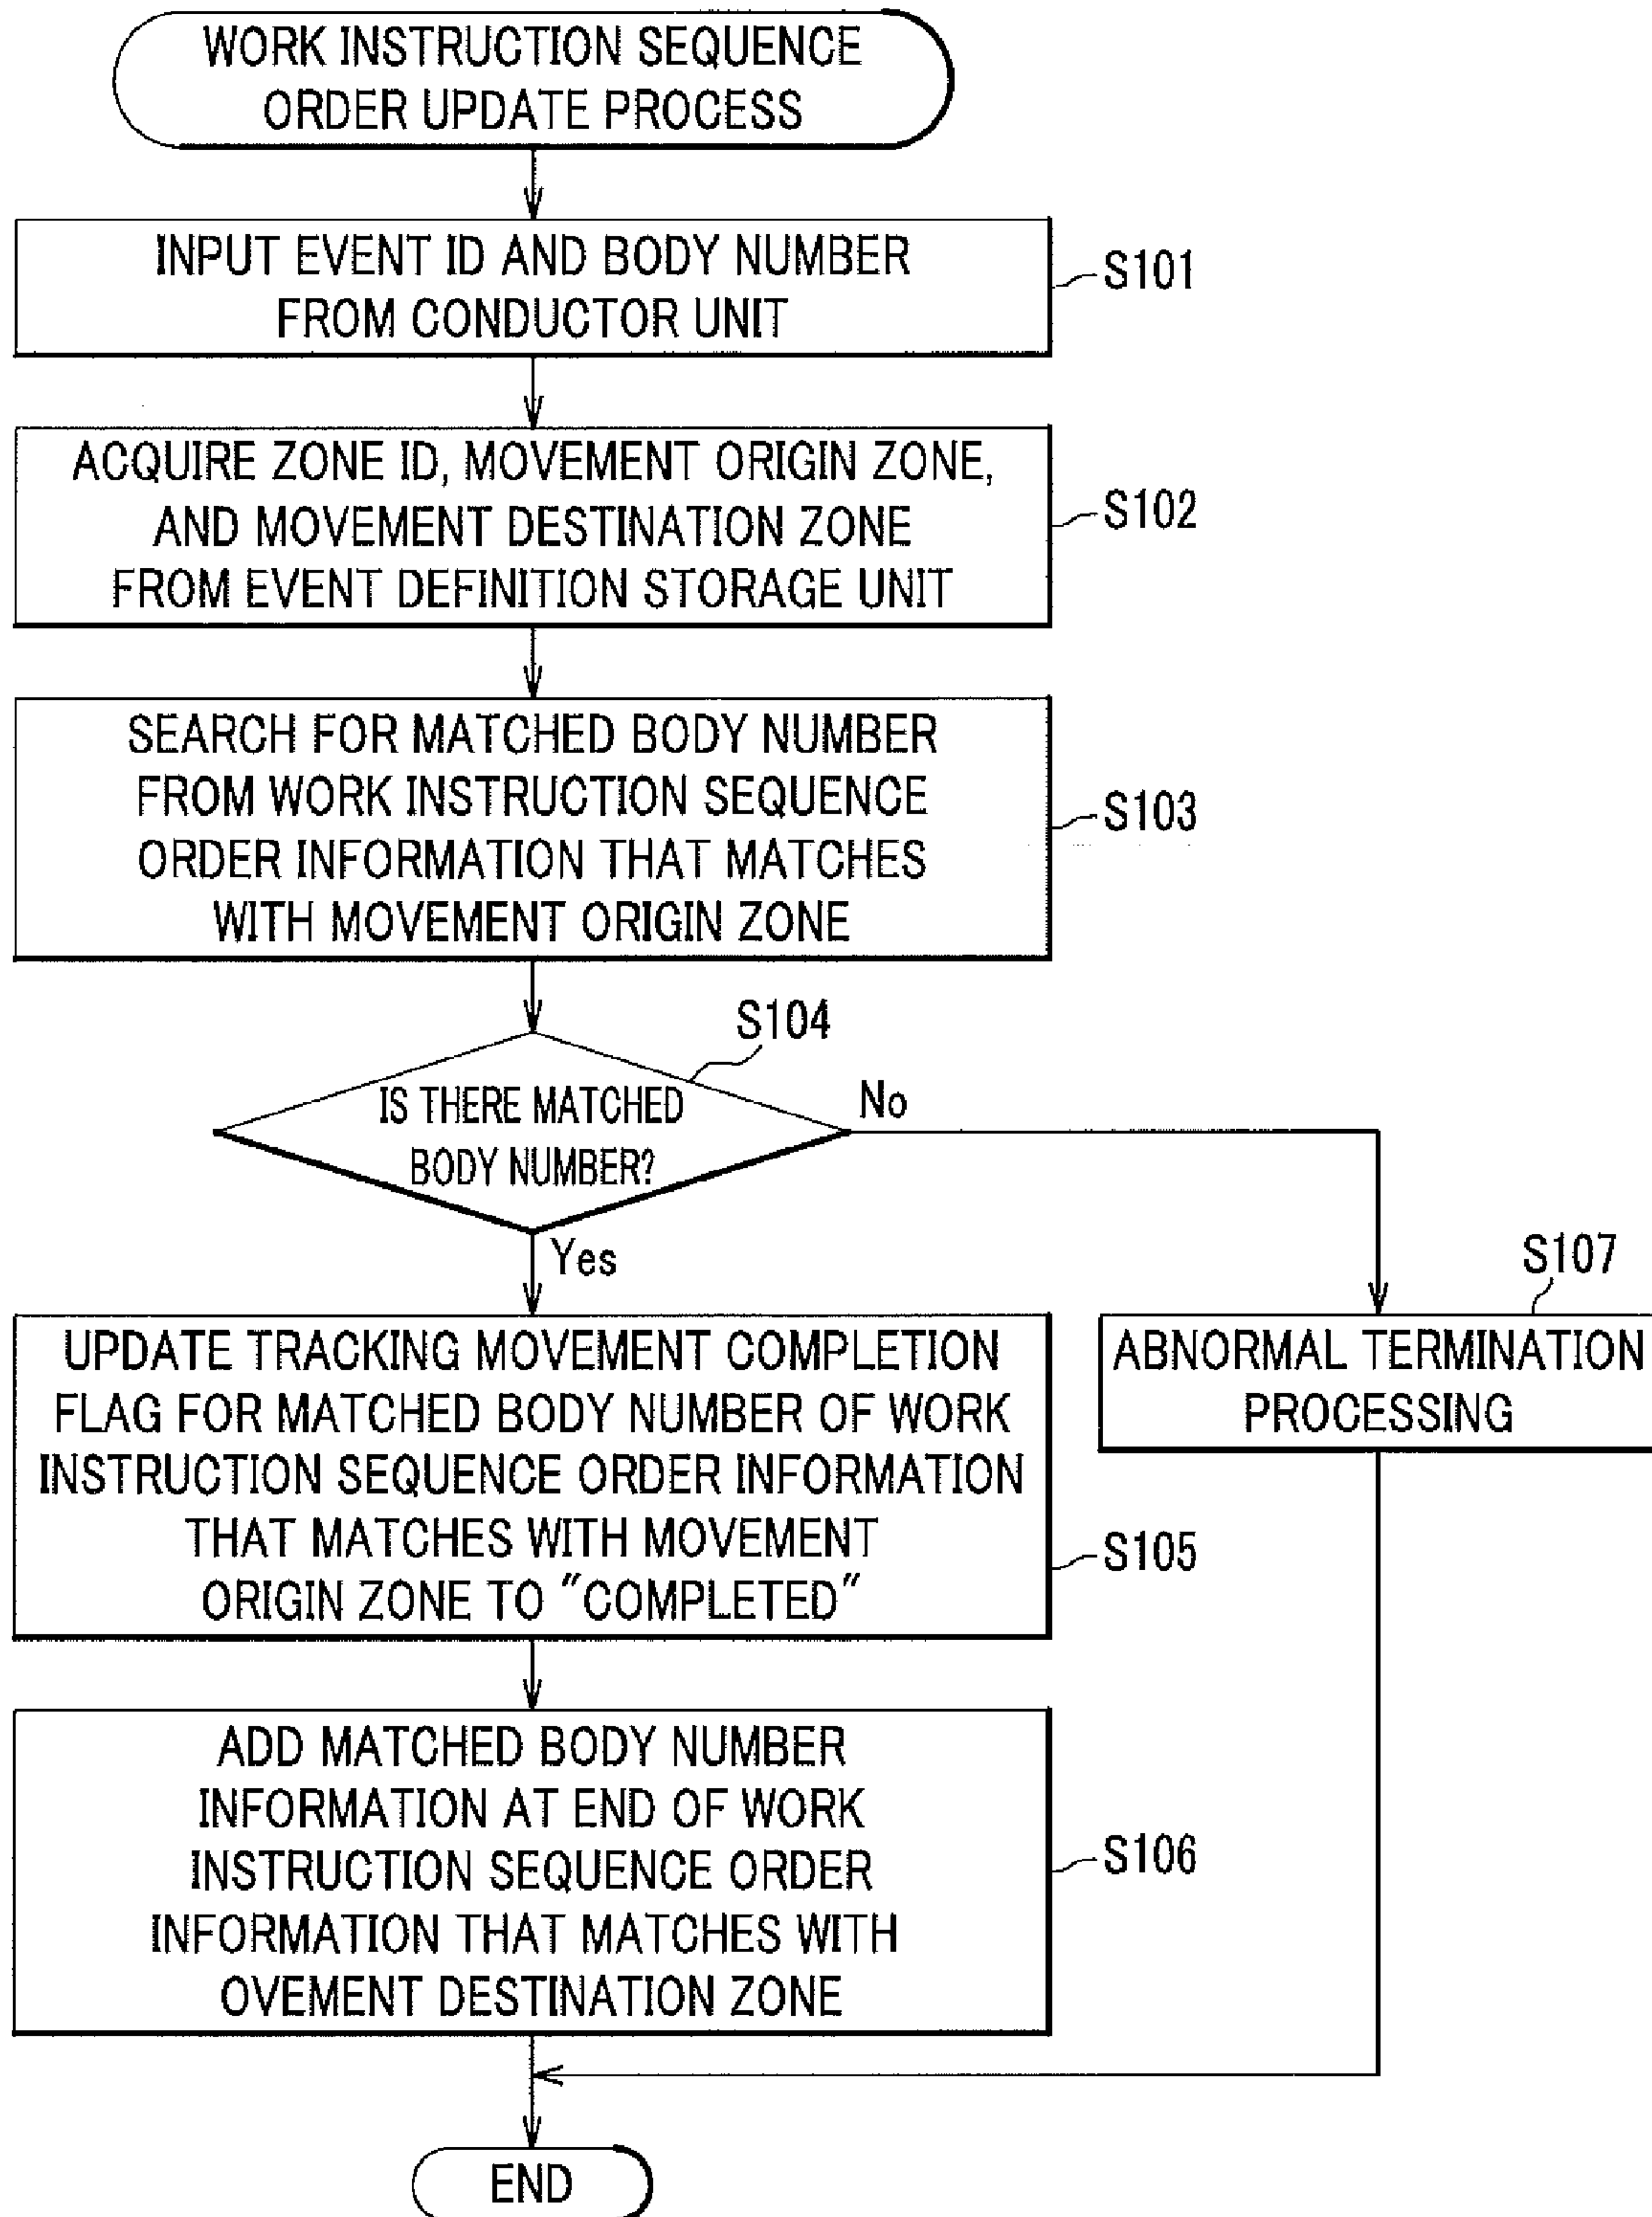 WORK INSTRUCTION SEQUENCE
ORDER UPDATE PROCESS
INPUT EVENT ID AND BODY NUMBER
FROM CONDUCTOR UNIT
S101
ACQUIRE ZONE ID, MOVEMENT ORIGIN ZONE,
AND MOVEMENT DESTINATION ZONE
FROM EVENT DEFINITION STORAGE UNIT
S102
SEARCH FOR MATCHED BODY NUMBER
FROM WORK INSTRUCTION SEQUENCE
ORDER INFORMATION THAT MATCHES
WITH MOVEMENT ORIGIN ZONE
S103
S104
IS THERE MATCHED
BODY NUMBER?
No
Yes
S107
ABNORMAL TERMINATION
PROCESSING
UPDATE TRACKING MOVEMENT COMPLETION
FLAG FOR MATCHED BODY NUMBER OF WORK
INSTRUCTION SEQUENCE ORDER INFORMATION
THAT MATCHES WITH MOVEMENT
ORIGIN ZONE TO "COMPLETED"
S105
ADD MATCHED BODY NUMBER
INFORMATION AT END OF WORK
INSTRUCTION SEQUENCE ORDER
INFORMATION THAT MATCHES WITH
OVEMENT DESTINATION ZONE
S106
END